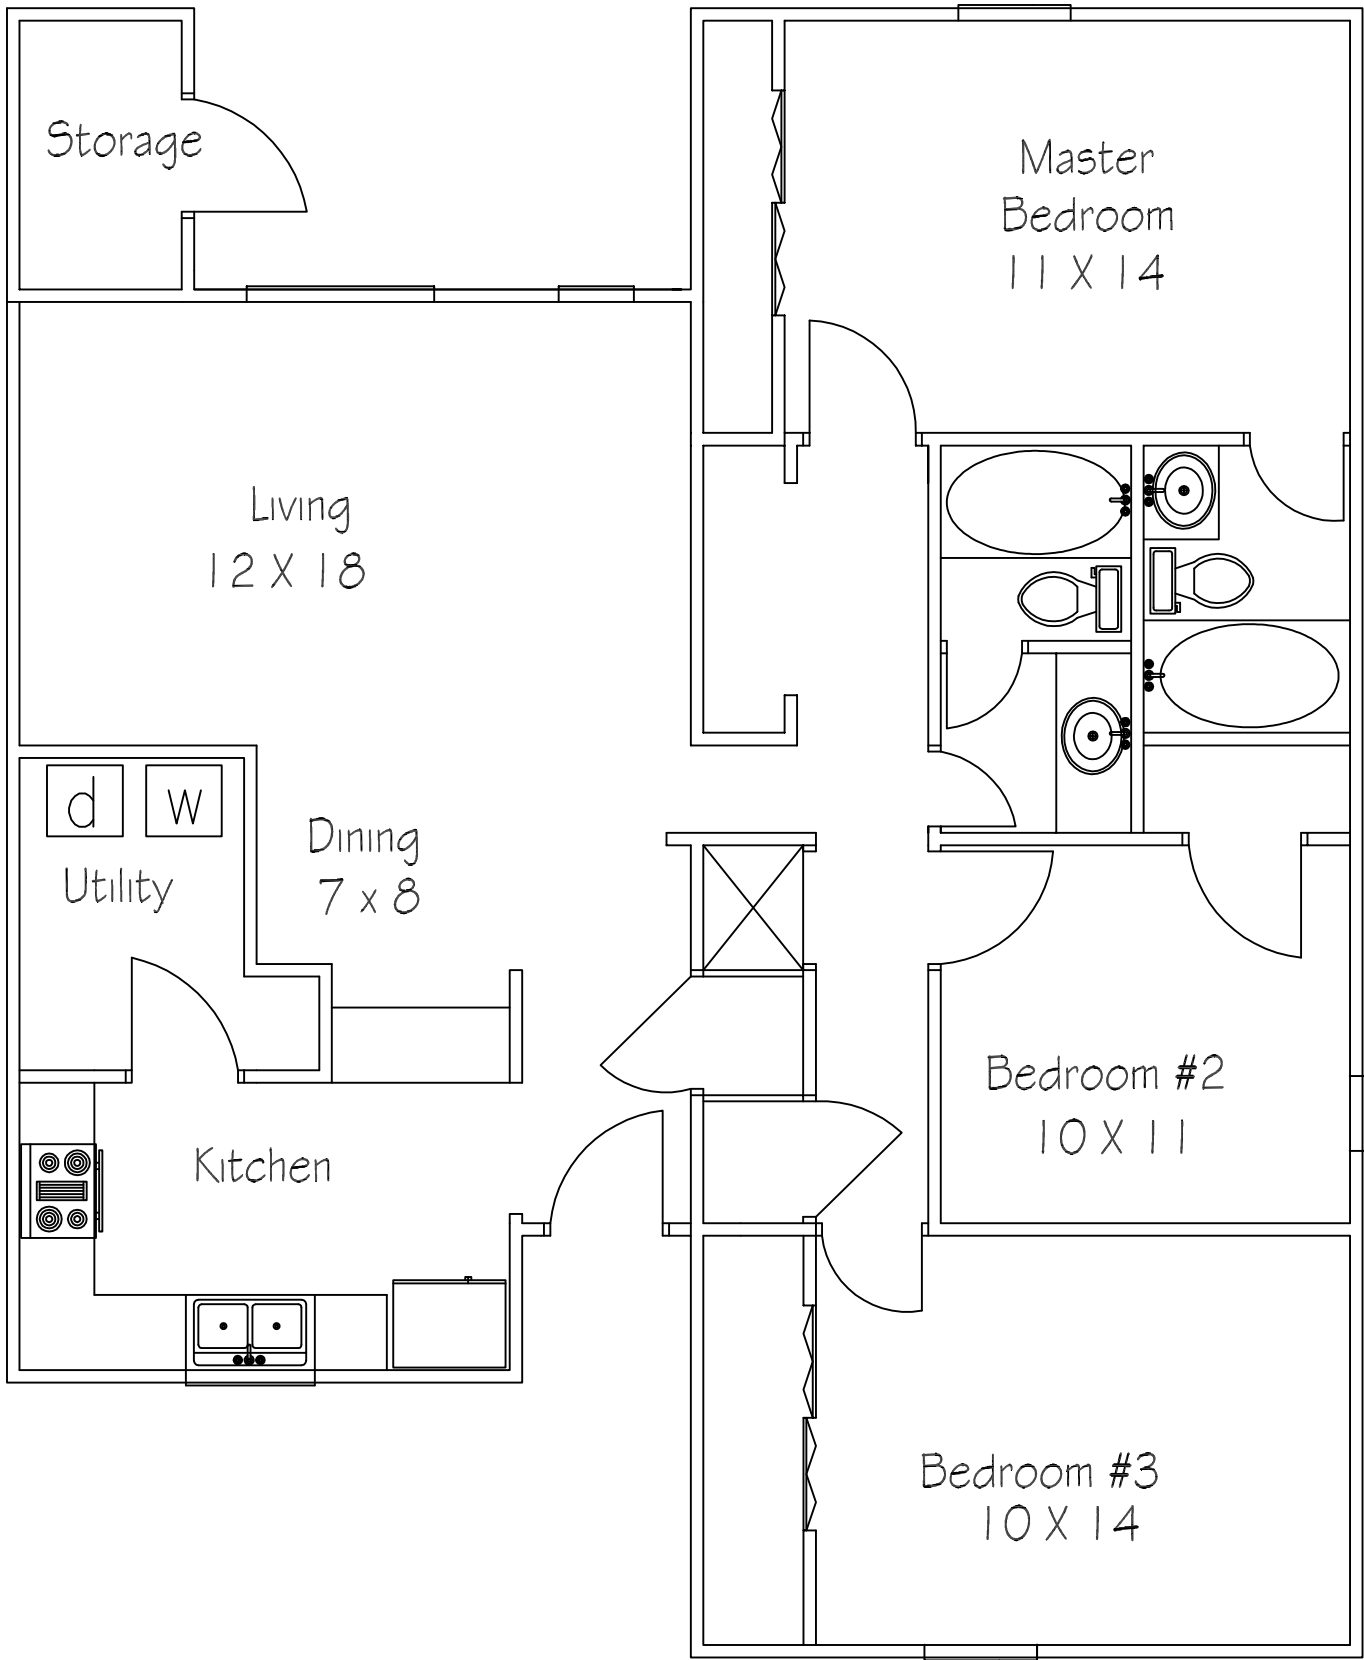 Storage
Master
Bedroom
11 X 14
Living
12 X 18
d
w
Utility
Dining
7 x 8
Kitchen
Bedroom #2
10 X 11
Bedroom #3
10 X 14